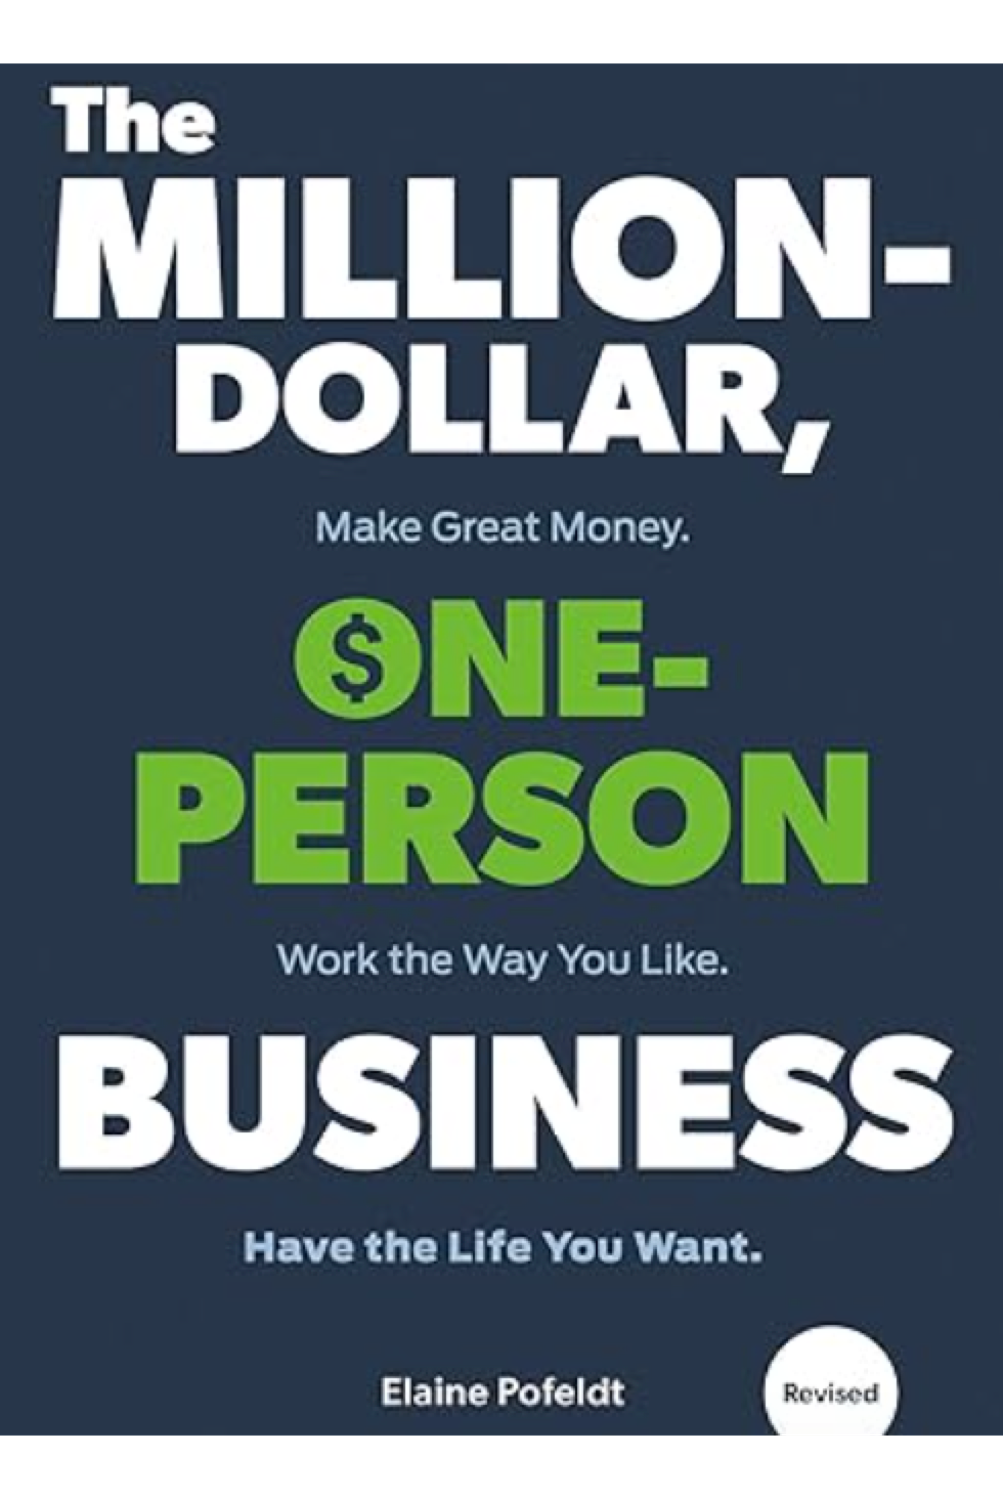 The
MILLION-
DOLLAR,
Make Great Money.
ONE-
PERSON
Work the Way You Like.
BUSINESS
Have the Life You Want.
Elaine Pofeldt
Revised